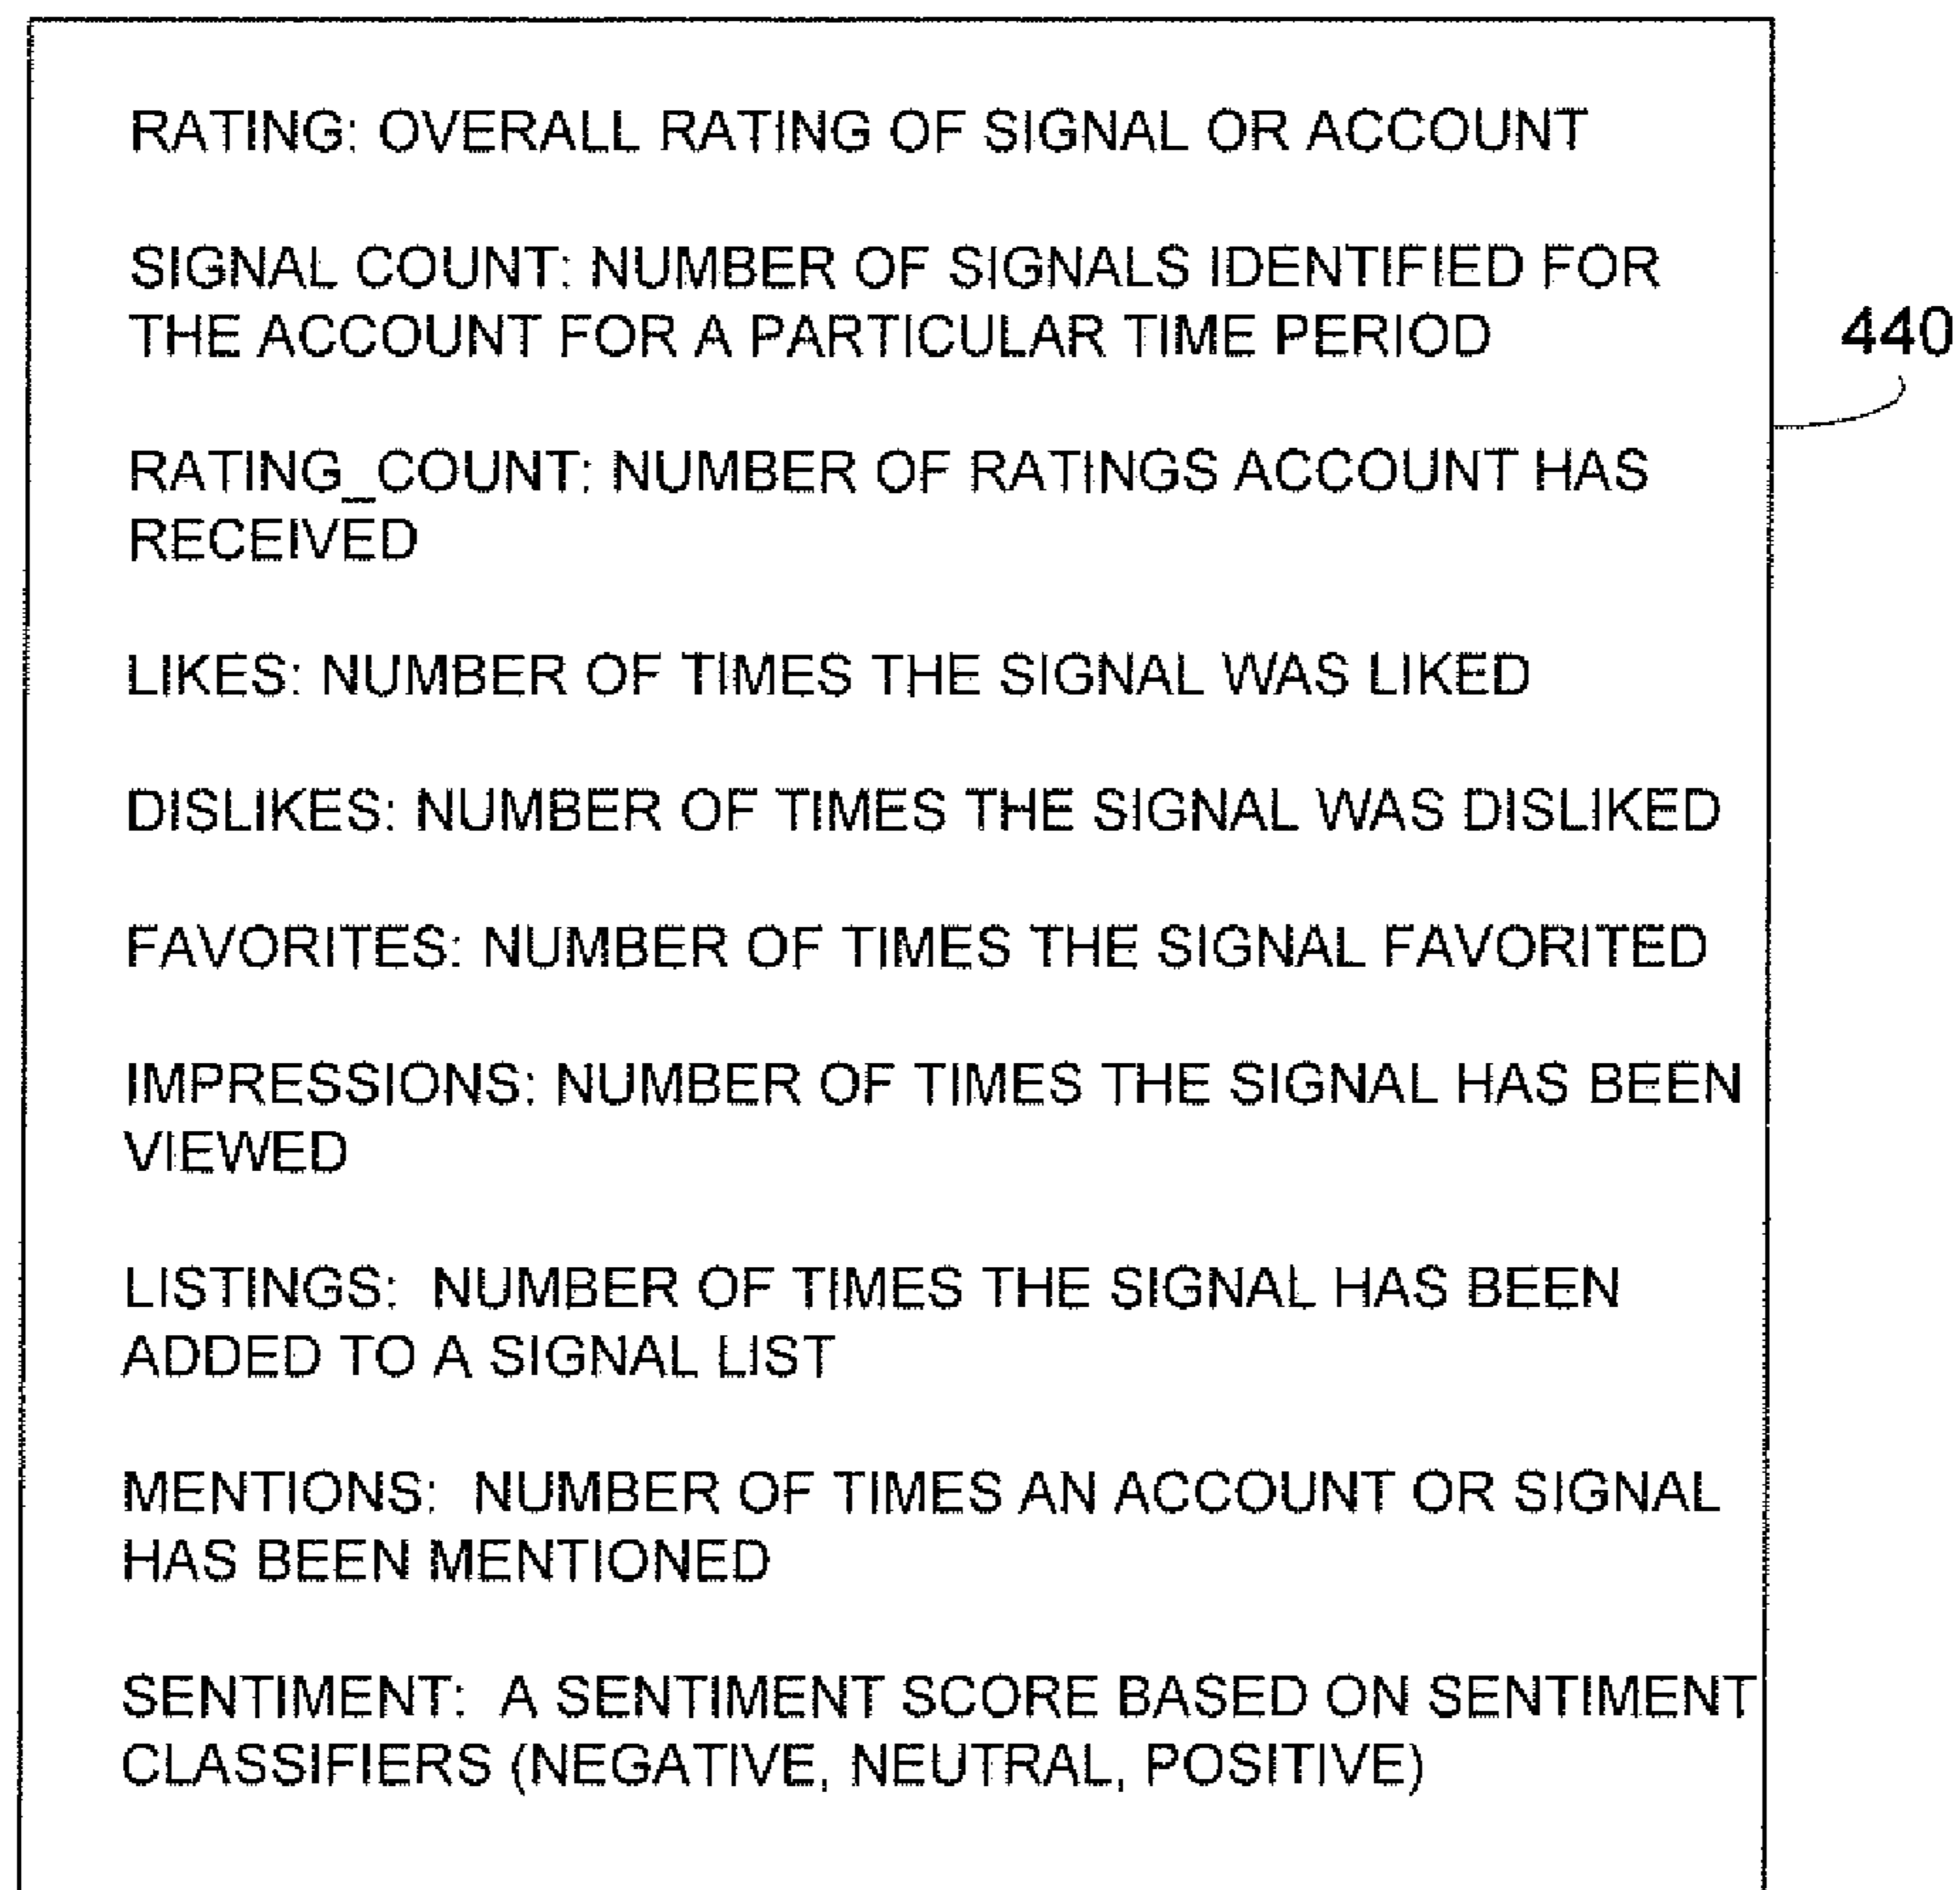 RATING: OVERALL RATING OF SIGNAL OR ACCOUNT
SIGNAL COUNT: NUMBER OF SIGNALS IDENTIFIED FOR
THE ACCOUNT FOR A PARTICULAR TIME PERIOD
440
RATING_COUNT: NUMBER OF RATINGS ACCOUNT HAS
RECEIVED
LIKES: NUMBER OF TIMES THE SIGNAL WAS LIKED
DISLIKES: NUMBER OF TIMES THE SIGNAL WAS DISLIKED
FAVORITES: NUMBER OF TIMES THE SIGNAL FAVORITED
IMPRESSIONS: NUMBER OF TIMES THE SIGNAL HAS BEEN
VIEWED
LISTINGS: NUMBER OF TIMES THE SIGNAL HAS BEEN
ADDED TO A SIGNAL LIST
MENTIONS: NUMBER OF TIMES AN ACCOUNT OR SIGNAL
HAS BEEN MENTIONED
SENTIMENT: A SENTIMENT SCORE BASED ON SENTIMENT
CLASSIFIERS (NEGATIVE, NEUTRAL, POSITIVE)